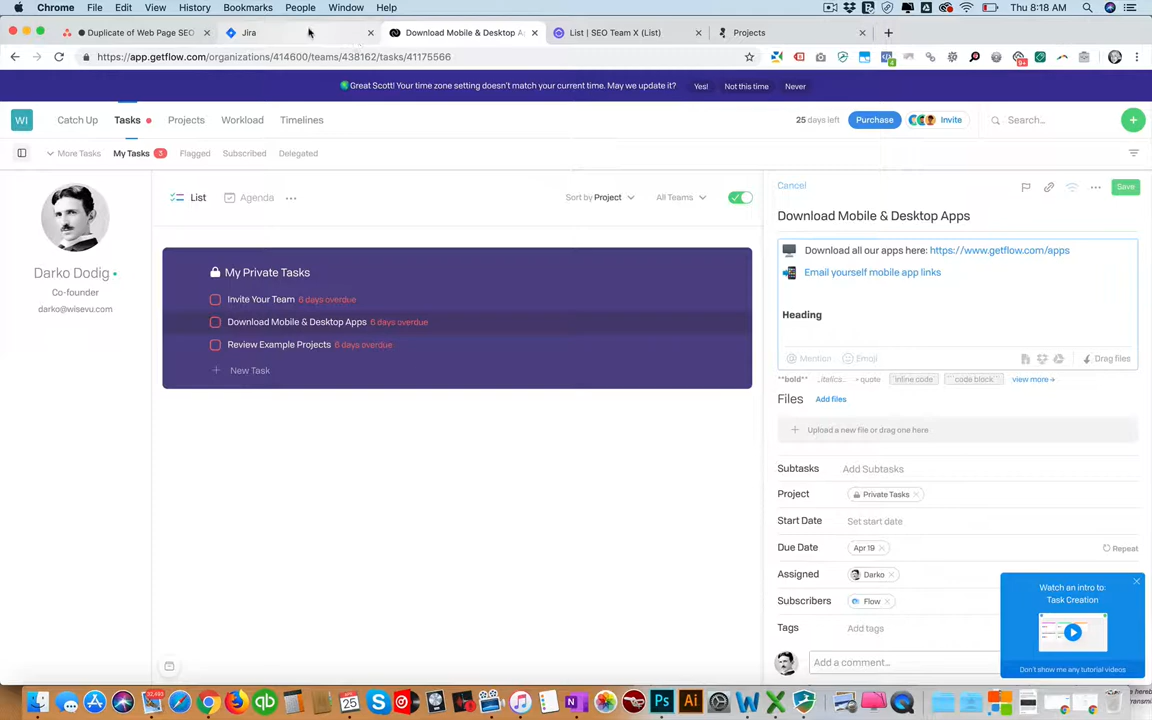 Chrome File Edit View History Bookmarks People Window Help Thu 8:18 AM
Duplicate of Web Page SEO Jira Download Mobile & Desktop A List | SEO Team X (List) Projects
https://app.getflow.com/organizations/414600/teams/438162/tasks/41175566
Great Scott! Your time zone setting doesn't match your current time. May we update it? Yes! Not this time Never
WI Catch Up Tasks Projects Workload Timelines 25 days left Purchase Invite Search...
More Tasks My Tasks 3 Flagged Subscribed Delegated
Cancel Save
List Agenda Sort by Project All Teams
Download Mobile & Desktop Apps
Download all our apps here: https://www.getflow.com/apps
Email yourself mobile app links
Heading
Mention Emoji Drag files
**bold** _italics_ > quote `inline code` ```code block``` view more →
Darko Dodig
Co-founder
darko@wisevu.com
My Private Tasks
Invite Your Team 6 days overdue
Download Mobile & Desktop Apps 6 days overdue
Review Example Projects 6 days overdue
New Task
Files Add files
Upload a new file or drag one here
Subtasks Add Subtasks
Project Private Tasks
Start Date Set start date
Due Date Apr 19 Repeat
Assigned Darko
Subscribers Flow
Tags Add tags
Add a comment...
Watch an intro to:
Task Creation
Don't show me any tutorial videos